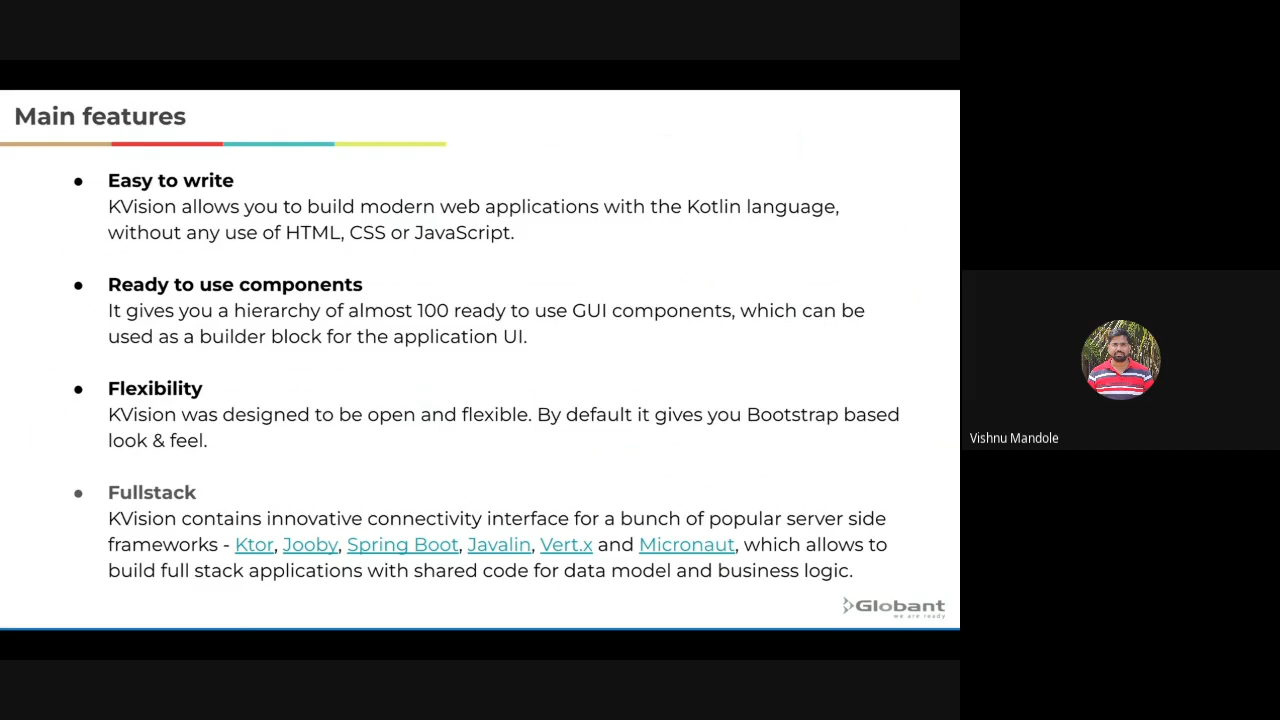 Main features
● Easy to write
KVision allows you to build modern web applications with the Kotlin language,
without any use of HTML, CSS or JavaScript.
● Ready to use components
It gives you a hierarchy of almost 100 ready to use GUI components, which can be
used as a builder block for the application UI.
● Flexibility
KVision was designed to be open and flexible. By default it gives you Bootstrap based
look & feel.
● Fullstack
KVision contains innovative connectivity interface for a bunch of popular server side
frameworks - Ktor, Jooby, Spring Boot, Javalin, Vert.x and Micronaut, which allows to
build full stack applications with shared code for data model and business logic.
Globant
we are ready
Vishnu Mandole